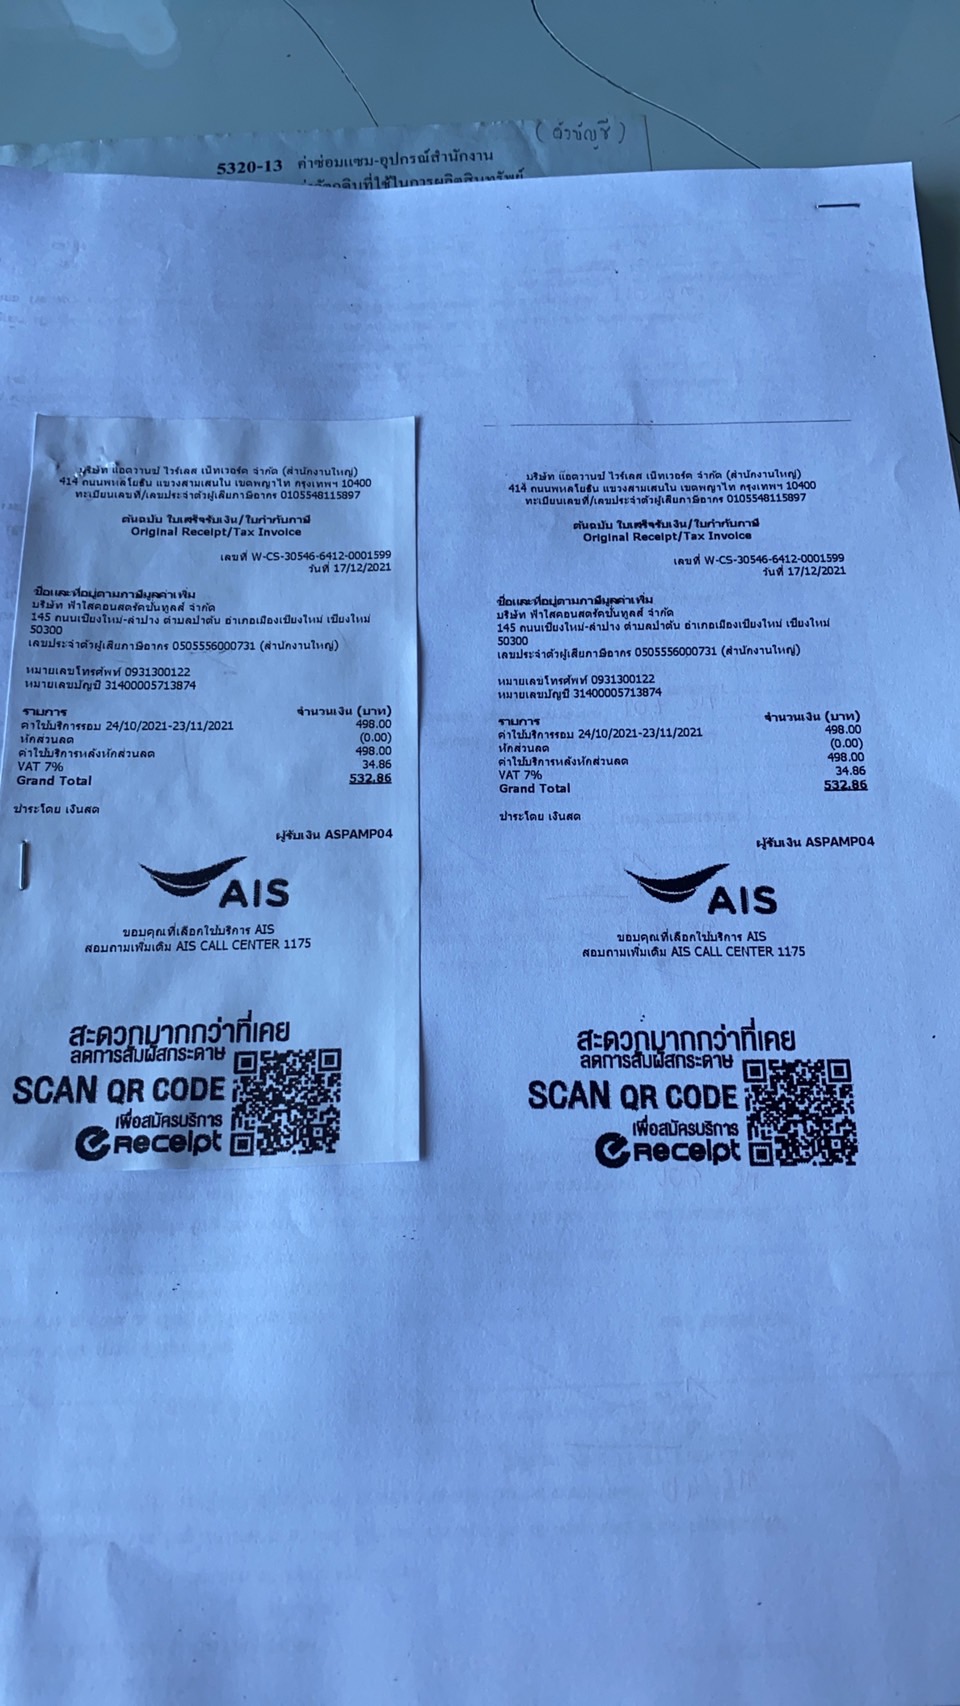 (ตัวบัญชี)
5320-13 ค่าซ่อมแซม-อุปกรณ์สำนักงาน
บริษัท แอดวานซ์ ไวร์เลส เน็ทเวอร์ค จำกัด (สำนักงานใหญ่)
414 ถนนพหลโยธิน แขวงสามเสนใน เขตพญาไท กรุงเทพฯ 10400
ทะเบียนเลขที่/เลขประจำตัวผู้เสียภาษีอากร 0105548115897
ต้นฉบับ ใบเสร็จรับเงิน/ใบกำกับภาษี
Original Receipt/Tax Invoice
เลขที่ W-CS-30546-6412-0001599
วันที่ 17/12/2021
ชื่อและที่อยู่ตามภาษีมูลค่าเพิ่ม
บริษัท ฟ้าใสคอนสตรัคชั่นทูลส์ จำกัด
145 ถนนเชียงใหม่-ลำปาง ตำบลป่าตัน อำเภอเมืองเชียงใหม่ เชียงใหม่
50300
เลขประจำตัวผู้เสียภาษีอากร 0505556000731 (สำนักงานใหญ่)
หมายเลขโทรศัพท์ 0931300122
หมายเลขบัญชี 31400005713874
รายการ จำนวนเงิน (บาท)
ค่าใช้บริการรอบ 24/10/2021-23/11/2021 498.00
หักส่วนลด (0.00)
ค่าใช้บริการหลังหักส่วนลด 498.00
VAT 7% 34.86
Grand Total 532.86
ชำระโดย เงินสด
ผู้รับเงิน ASPAMP04
AIS
ขอบคุณที่เลือกใช้บริการ AIS
สอบถามเพิ่มเติม AIS CALL CENTER 1175
สะดวกมากกว่าที่เคย
ลดการสัมผัสกระดาษ
SCAN QR CODE
เพื่อสมัครบริการ
eReceipt
บริษัท แอดวานซ์ ไวร์เลส เน็ทเวอร์ค จำกัด (สำนักงานใหญ่)
414 ถนนพหลโยธิน แขวงสามเสนใน เขตพญาไท กรุงเทพฯ 10400
ทะเบียนเลขที่/เลขประจำตัวผู้เสียภาษีอากร 0105548115897
ต้นฉบับ ใบเสร็จรับเงิน/ใบกำกับภาษี
Original Receipt/Tax Invoice
เลขที่ W-CS-30546-6412-0001599
วันที่ 17/12/2021
ชื่อและที่อยู่ตามภาษีมูลค่าเพิ่ม
บริษัท ฟ้าใสคอนสตรัคชั่นทูลส์ จำกัด
145 ถนนเชียงใหม่-ลำปาง ตำบลป่าตัน อำเภอเมืองเชียงใหม่ เชียงใหม่
50300
เลขประจำตัวผู้เสียภาษีอากร 0505556000731 (สำนักงานใหญ่)
หมายเลขโทรศัพท์ 0931300122
หมายเลขบัญชี 31400005713874
รายการ จำนวนเงิน (บาท)
ค่าใช้บริการรอบ 24/10/2021-23/11/2021 498.00
หักส่วนลด (0.00)
ค่าใช้บริการหลังหักส่วนลด 498.00
VAT 7% 34.86
Grand Total 532.86
ชำระโดย เงินสด
ผู้รับเงิน ASPAMP04
AIS
ขอบคุณที่เลือกใช้บริการ AIS
สอบถามเพิ่มเติม AIS CALL CENTER 1175
สะดวกมากกว่าที่เคย
ลดการสัมผัสกระดาษ
SCAN QR CODE
เพื่อสมัครบริการ
eReceipt